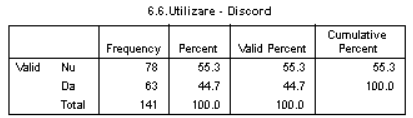 6.6.Utilizare - Discord
Frequency Percent Valid Percent Cumulative Percent
Valid Nu 78 55.3 55.3 55.3
Da 63 44.7 44.7 100.0
Total 141 100.0 100.0